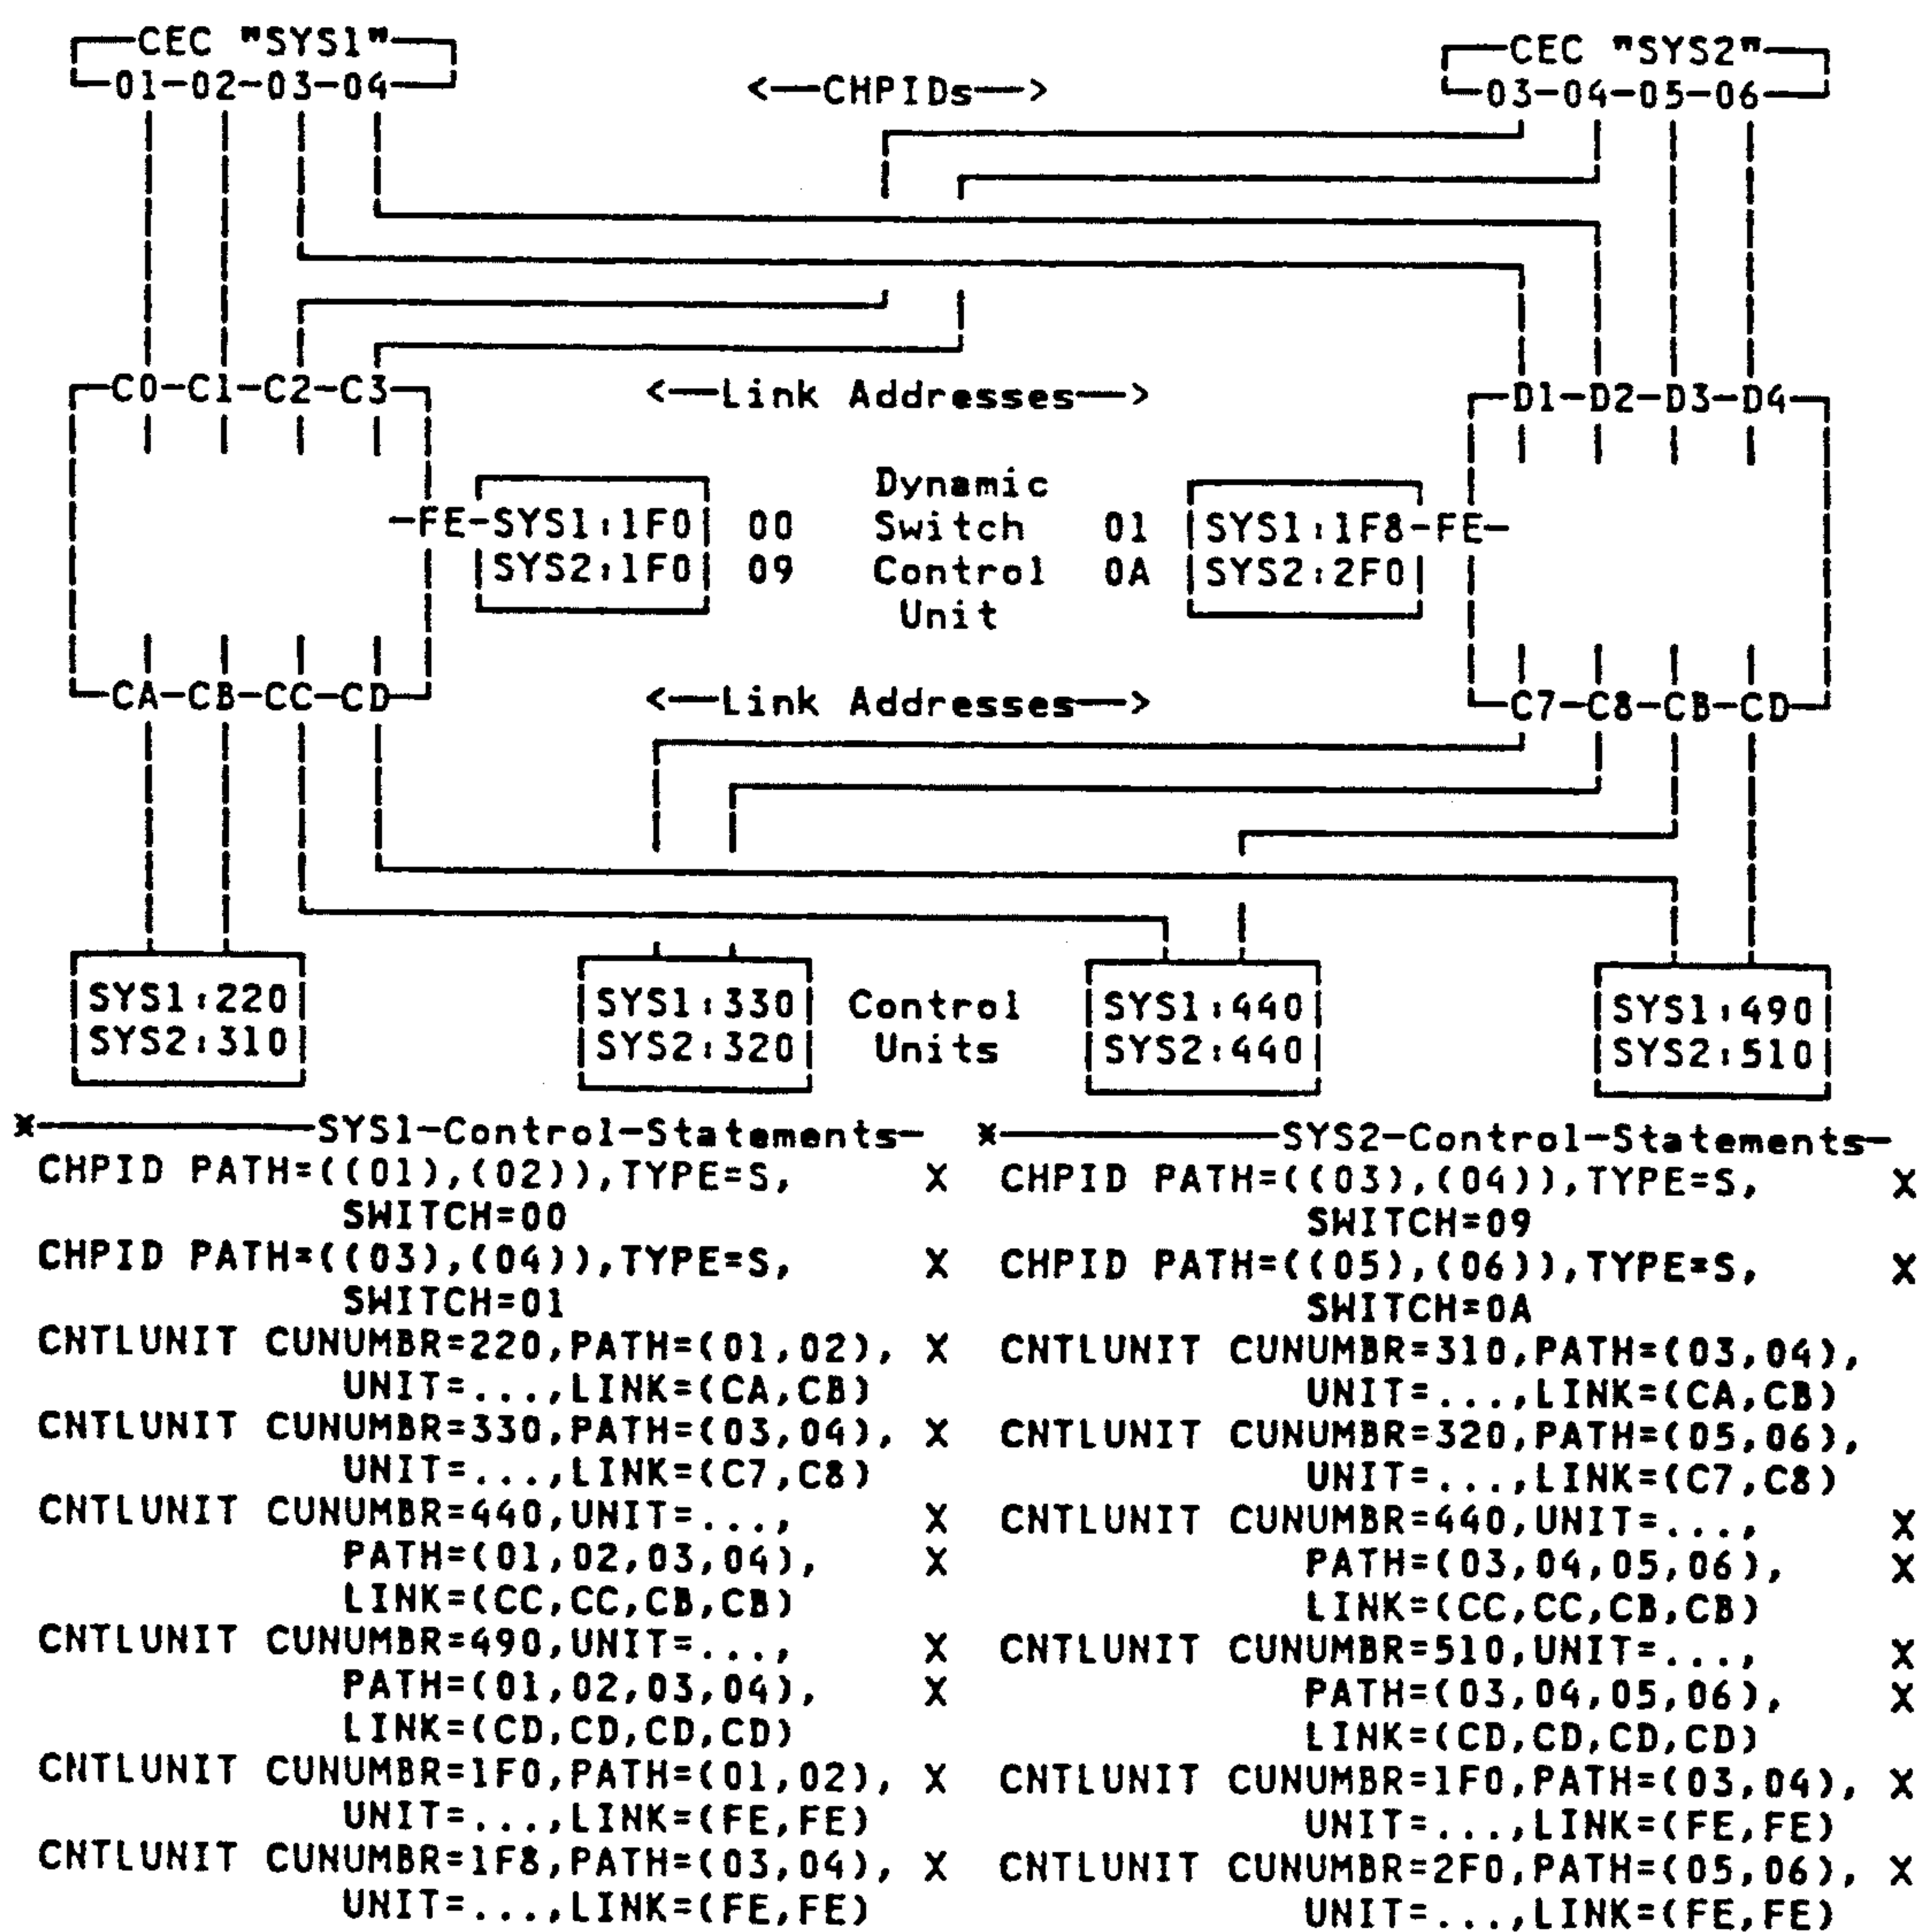 CEC "SYS1" CEC "SYS2"
01-02-03-04 <—CHPIDs—> 03-04-05-06
C0-C1-C2-C3 <—Link Addresses—> D1-D2-D3-D4
Dynamic
-FE-SYS1:1F0 00 Switch 01 SYS1:1F8-FE-
SYS2:1F0 09 Control 0A SYS2:2F0
Unit
CA-CB-CC-CD <—Link Addresses—> C7-C8-CB-CD
SYS1:220 SYS1:330 Control SYS1:440 SYS1:490
SYS2:310 SYS2:320 Units SYS2:440 SYS2:510
*————SYS1-Control-Statements-
CHPID PATH=((01),(02)),TYPE=S, X
SWITCH=00
CHPID PATH=((03),(04)),TYPE=S, X
SWITCH=01
CNTLUNIT CUNUMBR=220,PATH=(01,02), X
UNIT=...,LINK=(CA,CB)
CNTLUNIT CUNUMBR=330,PATH=(03,04), X
UNIT=...,LINK=(C7,C8)
CNTLUNIT CUNUMBR=440,UNIT=..., X
PATH=(01,02,03,04), X
LINK=(CC,CC,CB,CB)
CNTLUNIT CUNUMBR=490,UNIT=..., X
PATH=(01,02,03,04), X
LINK=(CD,CD,CD,CD)
CNTLUNIT CUNUMBR=1F0,PATH=(01,02), X
UNIT=...,LINK=(FE,FE)
CNTLUNIT CUNUMBR=1F8,PATH=(03,04), X
UNIT=...,LINK=(FE,FE)
*————SYS2-Control-Statements-
CHPID PATH=((03),(04)),TYPE=S, X
SWITCH=09
CHPID PATH=((05),(06)),TYPE=S, X
SWITCH=0A
CNTLUNIT CUNUMBR=310,PATH=(03,04),
UNIT=...,LINK=(CA,CB)
CNTLUNIT CUNUMBR=320,PATH=(05,06),
UNIT=...,LINK=(C7,C8)
CNTLUNIT CUNUMBR=440,UNIT=..., X
PATH=(03,04,05,06), X
LINK=(CC,CC,CB,CB)
CNTLUNIT CUNUMBR=510,UNIT=..., X
PATH=(03,04,05,06), X
LINK=(CD,CD,CD,CD)
CNTLUNIT CUNUMBR=1F0,PATH=(03,04), X
UNIT=...,LINK=(FE,FE)
CNTLUNIT CUNUMBR=2F0,PATH=(05,06), X
UNIT=...,LINK=(FE,FE)